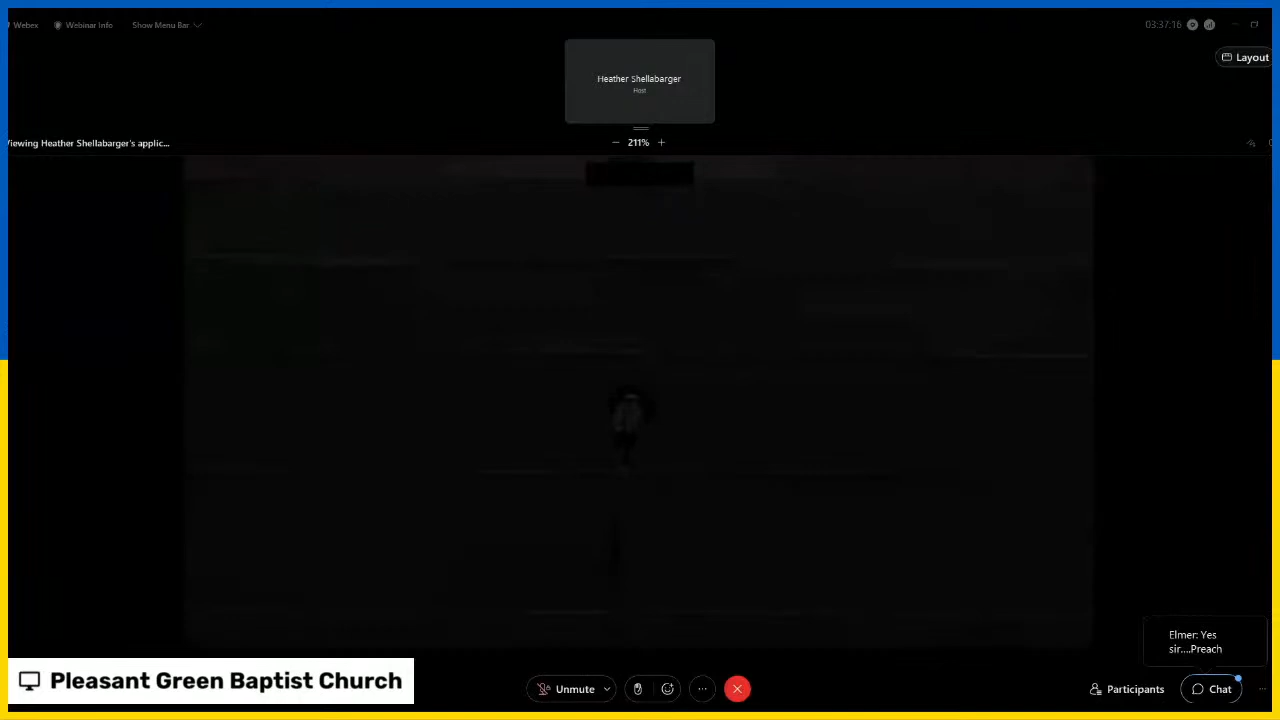 Webex Webinar Info Show Menu Bar 03:37:16
Layout
Heather Shellabarger
Host
Viewing Heather Shellabarger's applic...
− 211% +
Elmer: Yes
sir....Preach
Pleasant Green Baptist Church
Unmute
Participants
Chat